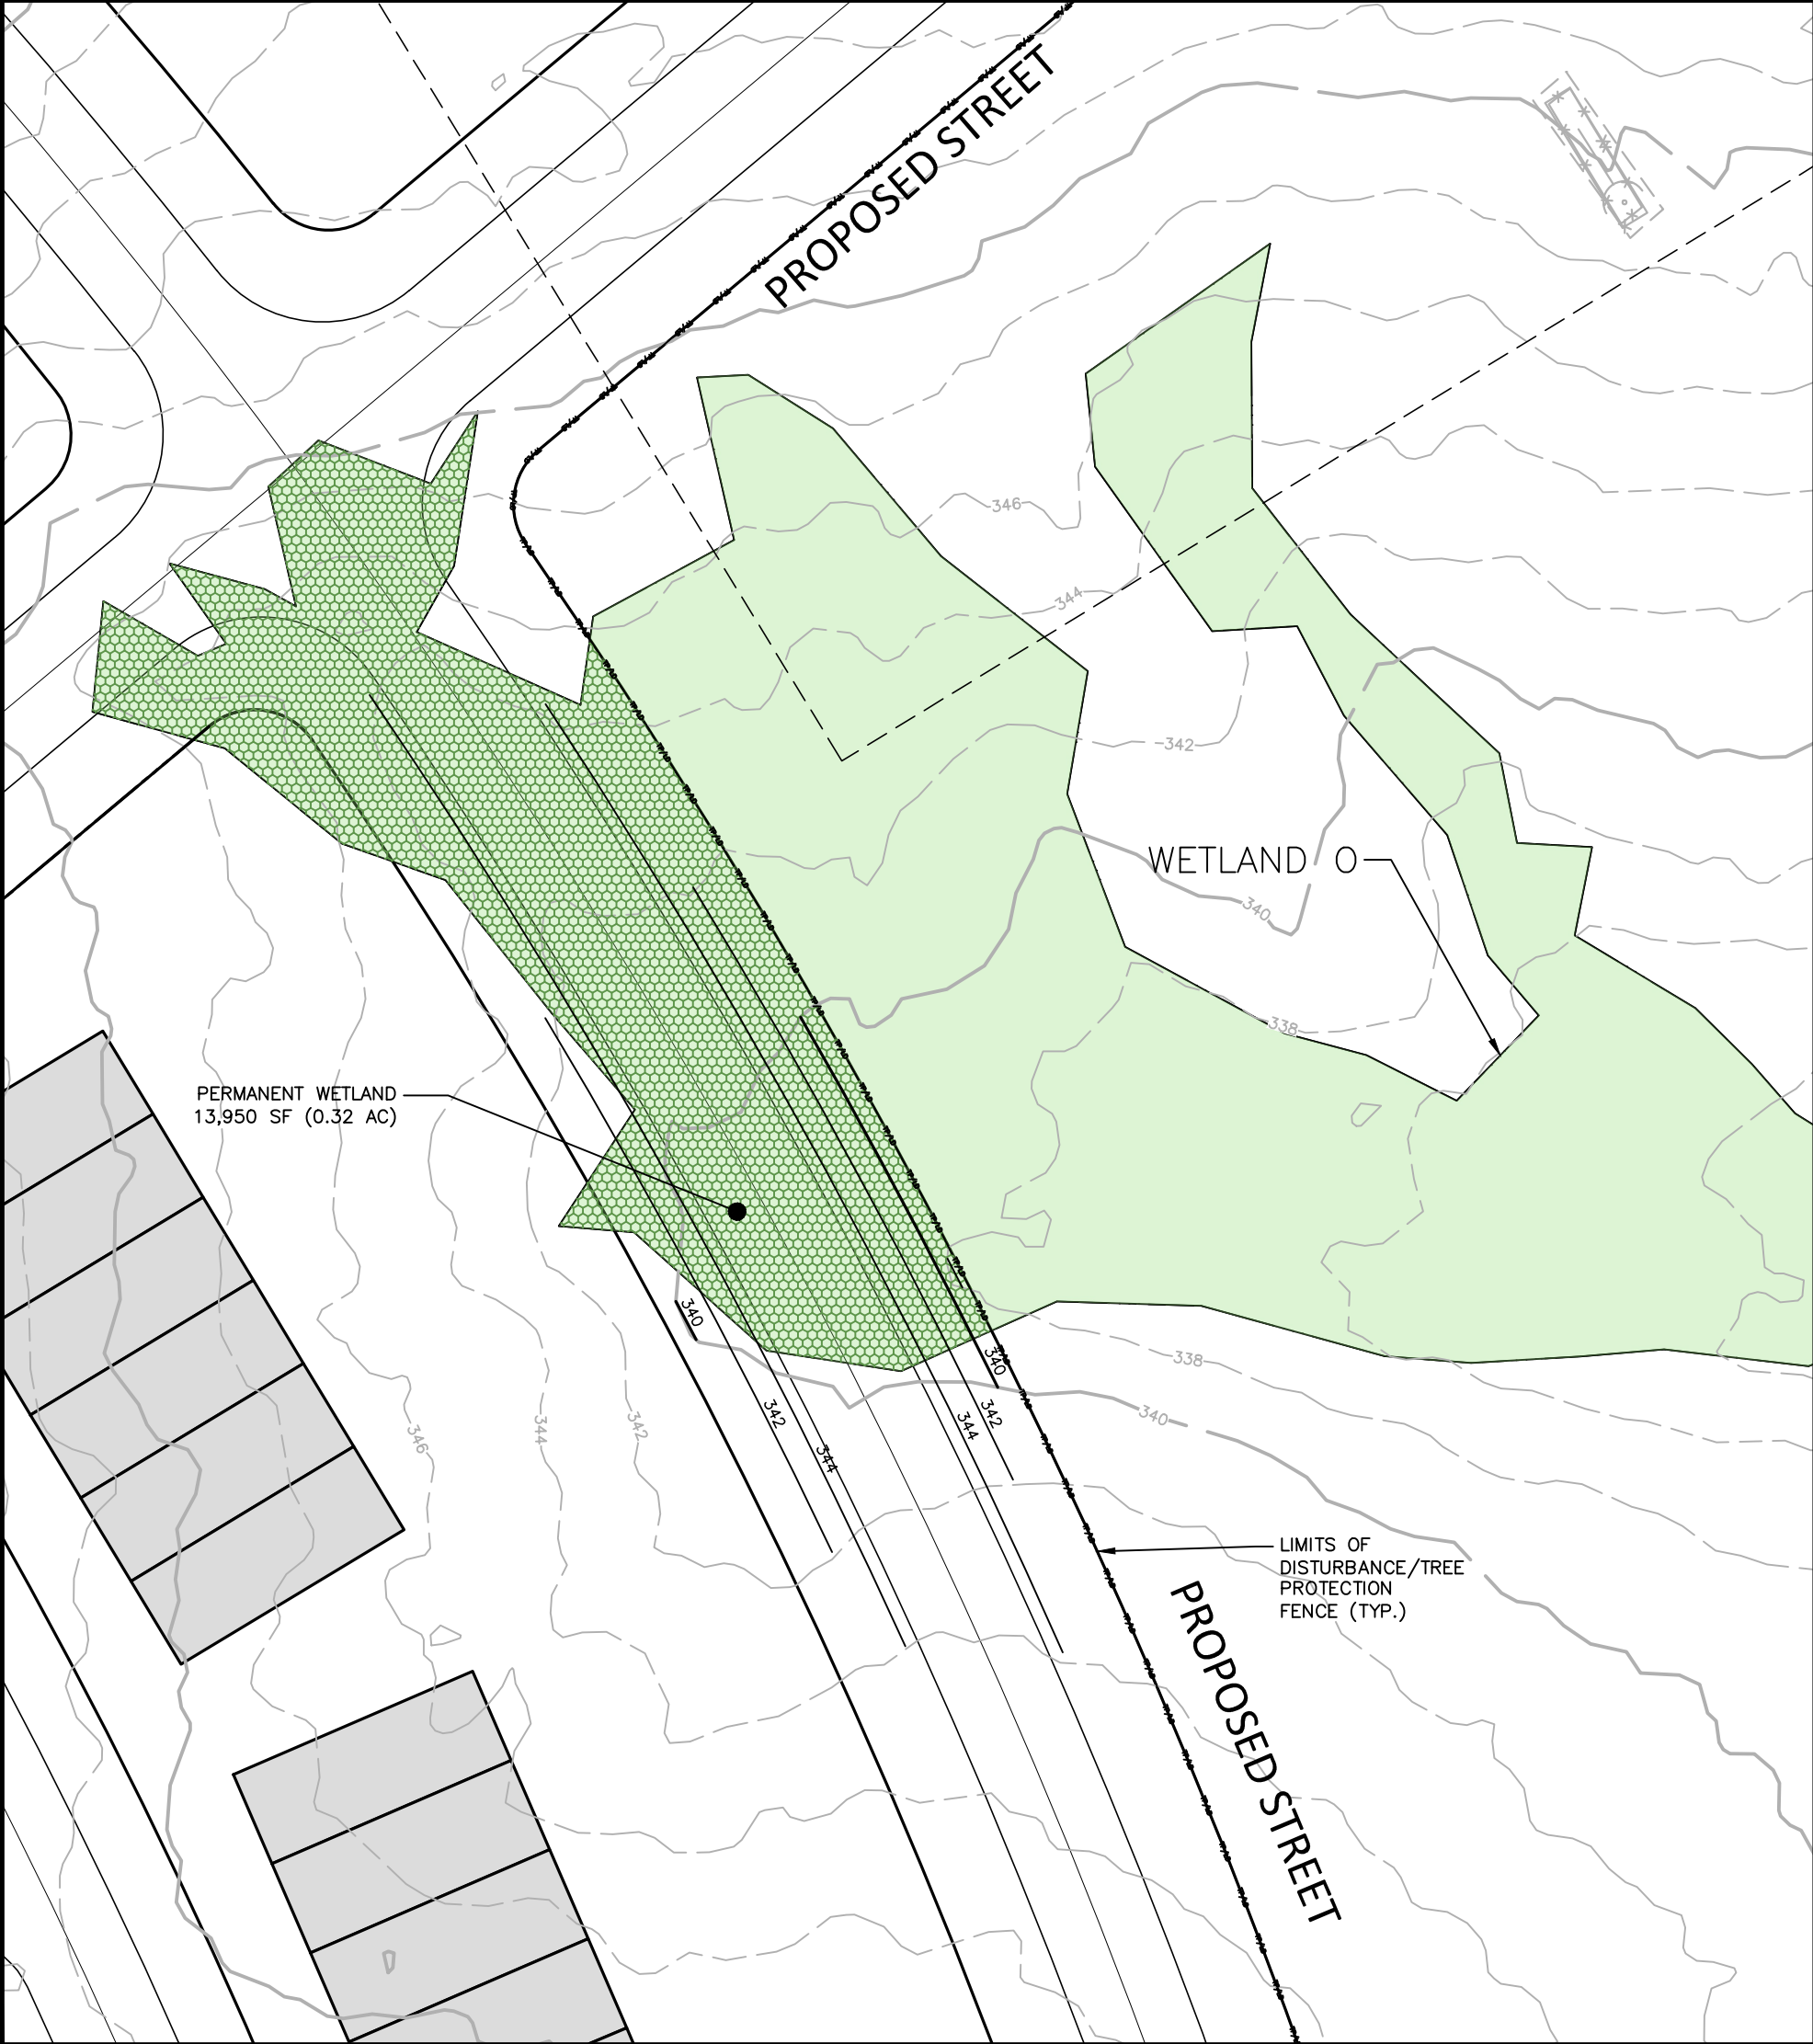 PROPOSED STREET
346
344
342
WETLAND O
340
338
PERMANENT WETLAND
13,950 SF (0.32 AC)
340
340
338
342
344
342
344
340
346
344
342
LIMITS OF
DISTURBANCE/TREE
PROTECTION
FENCE (TYP.)
PROPOSED STREET